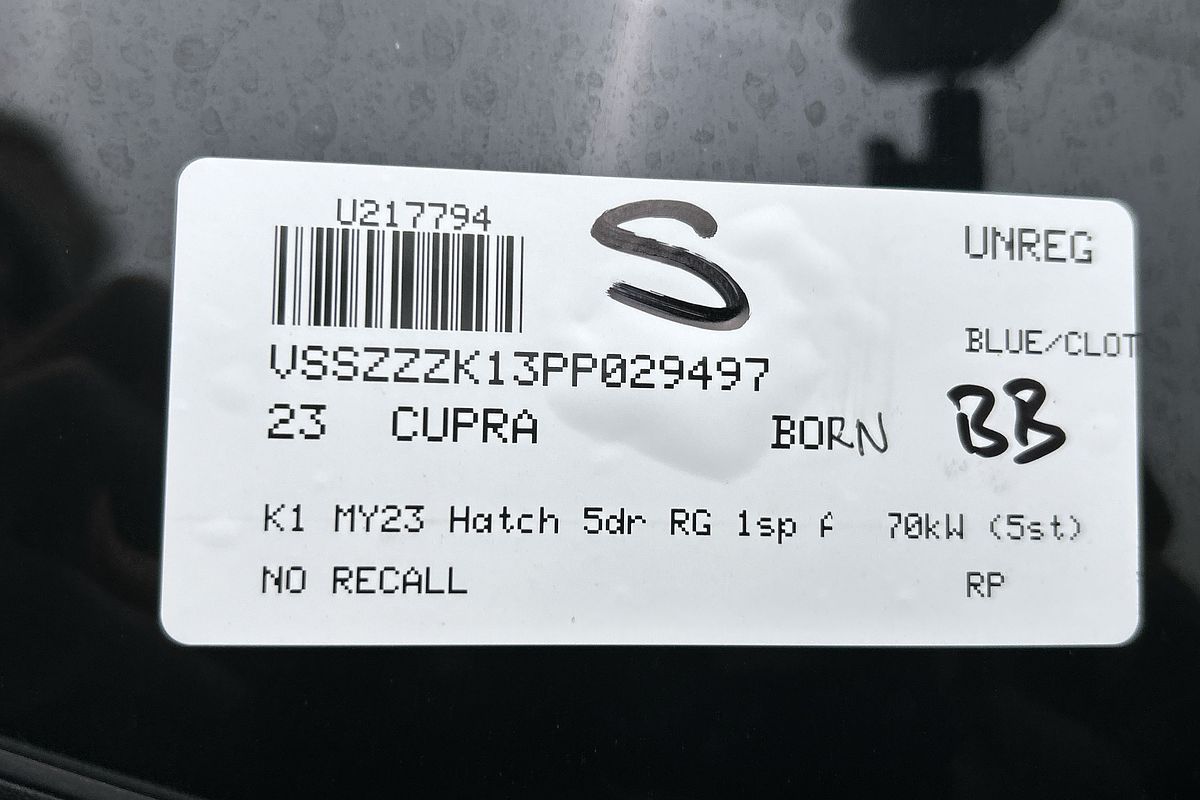 U217794
S
UNREG
BLUE/CLOT
VSSZZZK13PP029497
23 CUPRA BORN
BB
K1 MY23 Hatch 5dr RG 1sp A 70kW (5st)
NO RECALL RP